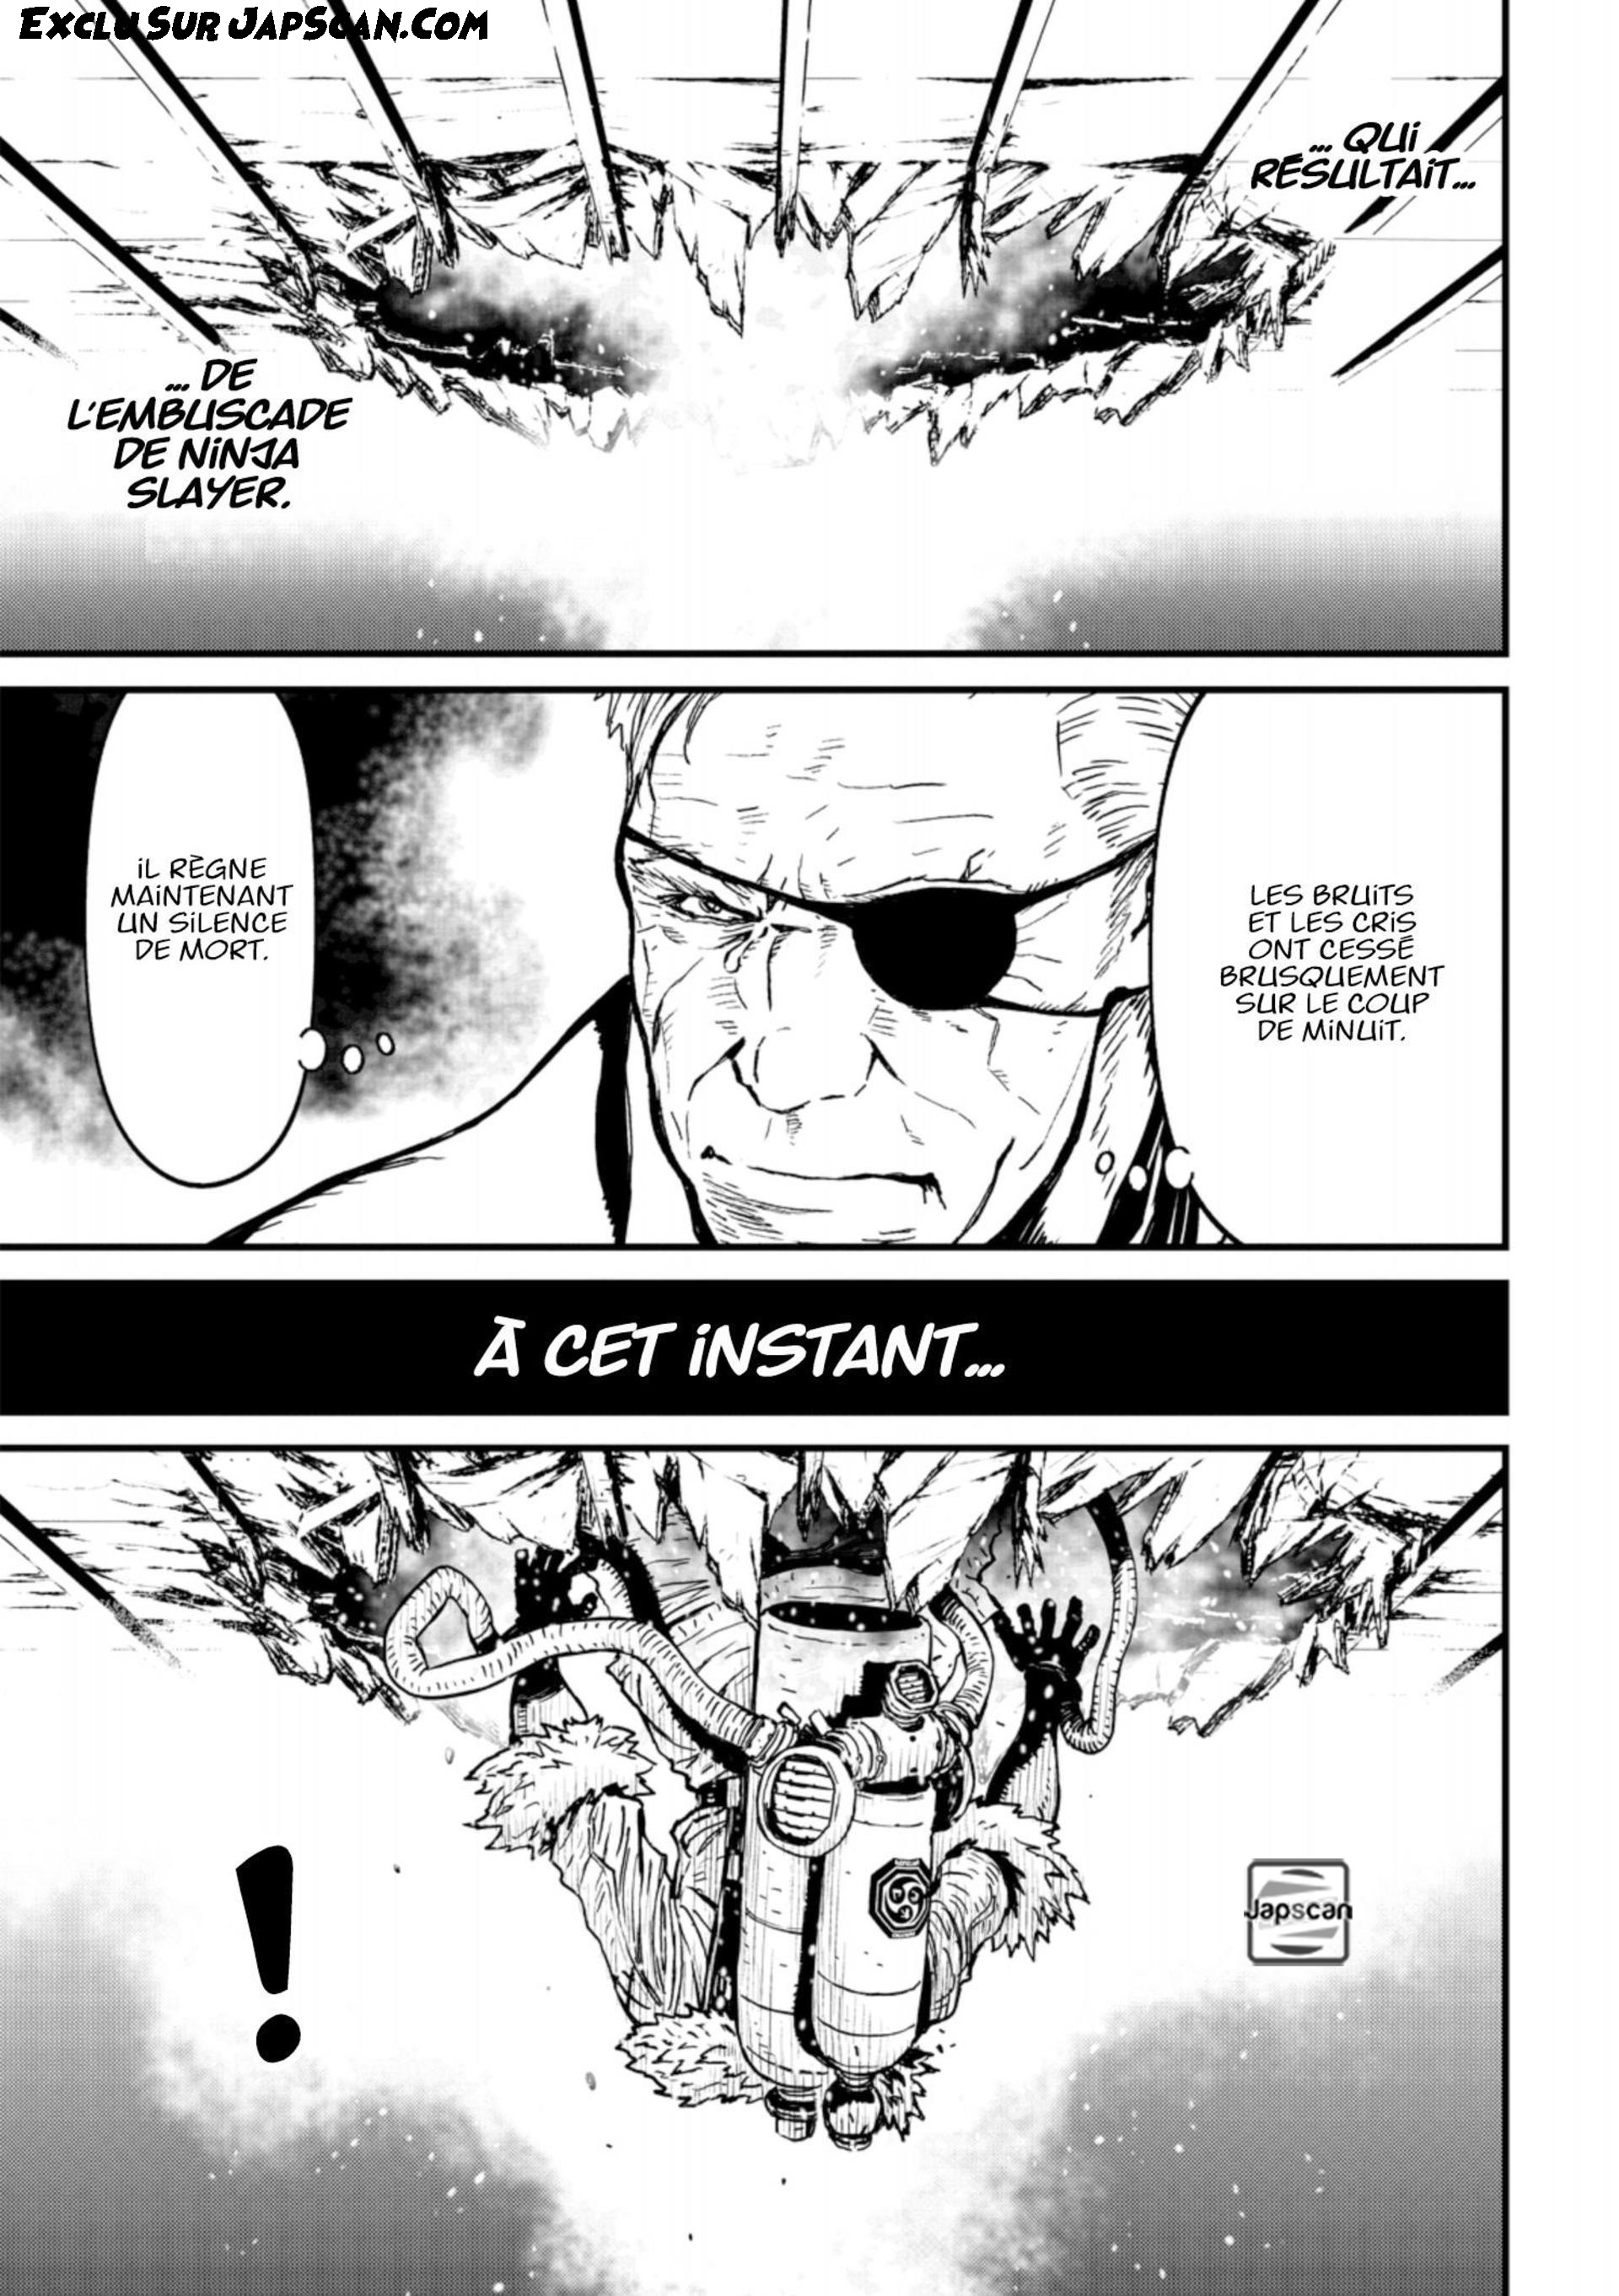 EXCLU SUR JAPSCAN.COM
... QUI
RÉSULTAIT...
... DE
L'EMBUSCADE
DE NINJA
SLAYER.
LES BRUITS
ET LES CRIS
ONT CESSÉ
BRUSQUEMENT
SUR LE COUP
DE MINUIT.
IL RÈGNE
MAINTENANT
UN SILENCE
DE MORT.
À CET INSTANT...
!
Japscan